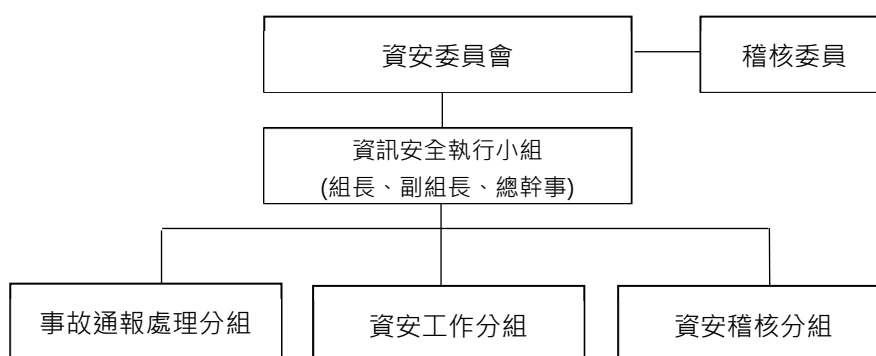 資安委員會
稽核委員
資訊安全執行小組
(組長、副組長、總幹事)
事故通報處理分組
資安工作分組
資安稽核分組